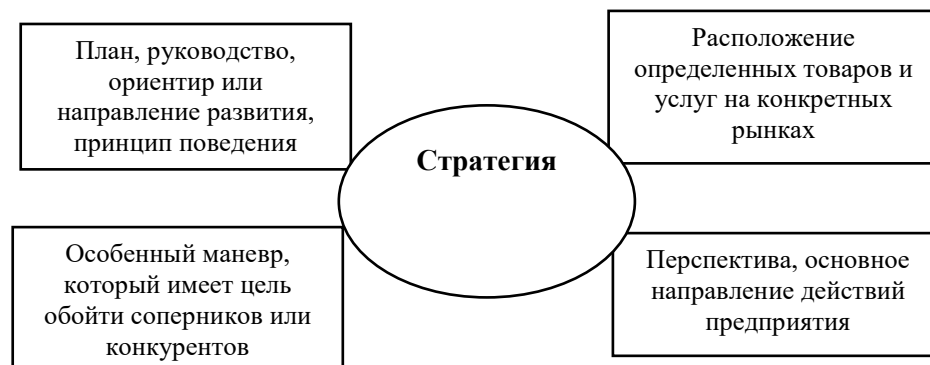 План, руководство,
ориентир или
направление развития,
принцип поведения
Расположение
определенных товаров и
услуг на конкретных
рынках
Стратегия
Особенный маневр,
который имеет цель
обойти соперников или
конкурентов
Перспектива, основное
направление действий
предприятия